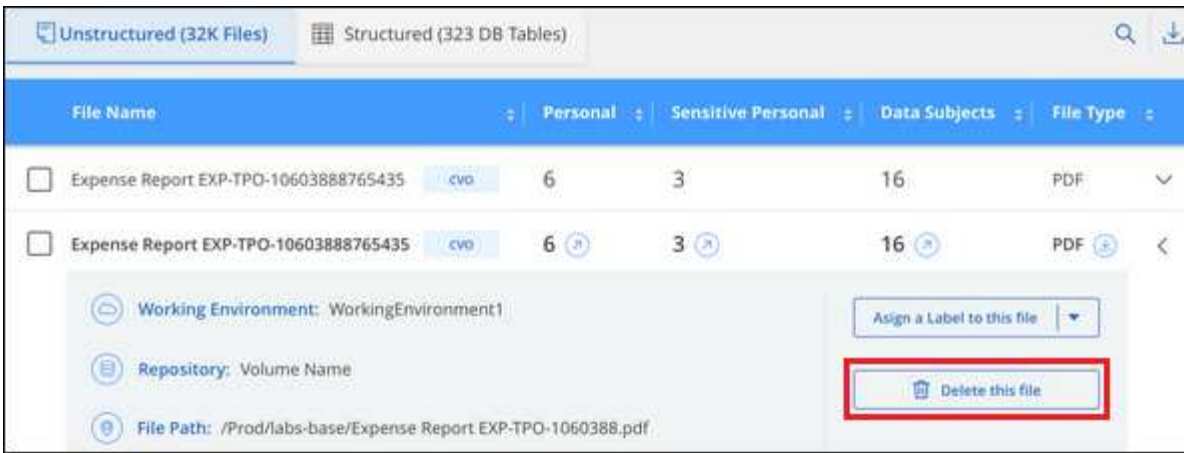 Unstructured (32K Files) Structured (323 DB Tables)
File Name Personal Sensitive Personal Data Subjects File Type
Expense Report EXP-TPO-10603888765435 CVO 6 3 16 PDF
Expense Report EXP-TPO-10603888765435 CVO 6 3 16 PDF
Working Environment: WorkingEnvironment1
Asign a Label to this file
Repository: Volume Name
Delete this file
File Path: /Prod/labs-base/Expense Report EXP-TPO-1060388.pdf